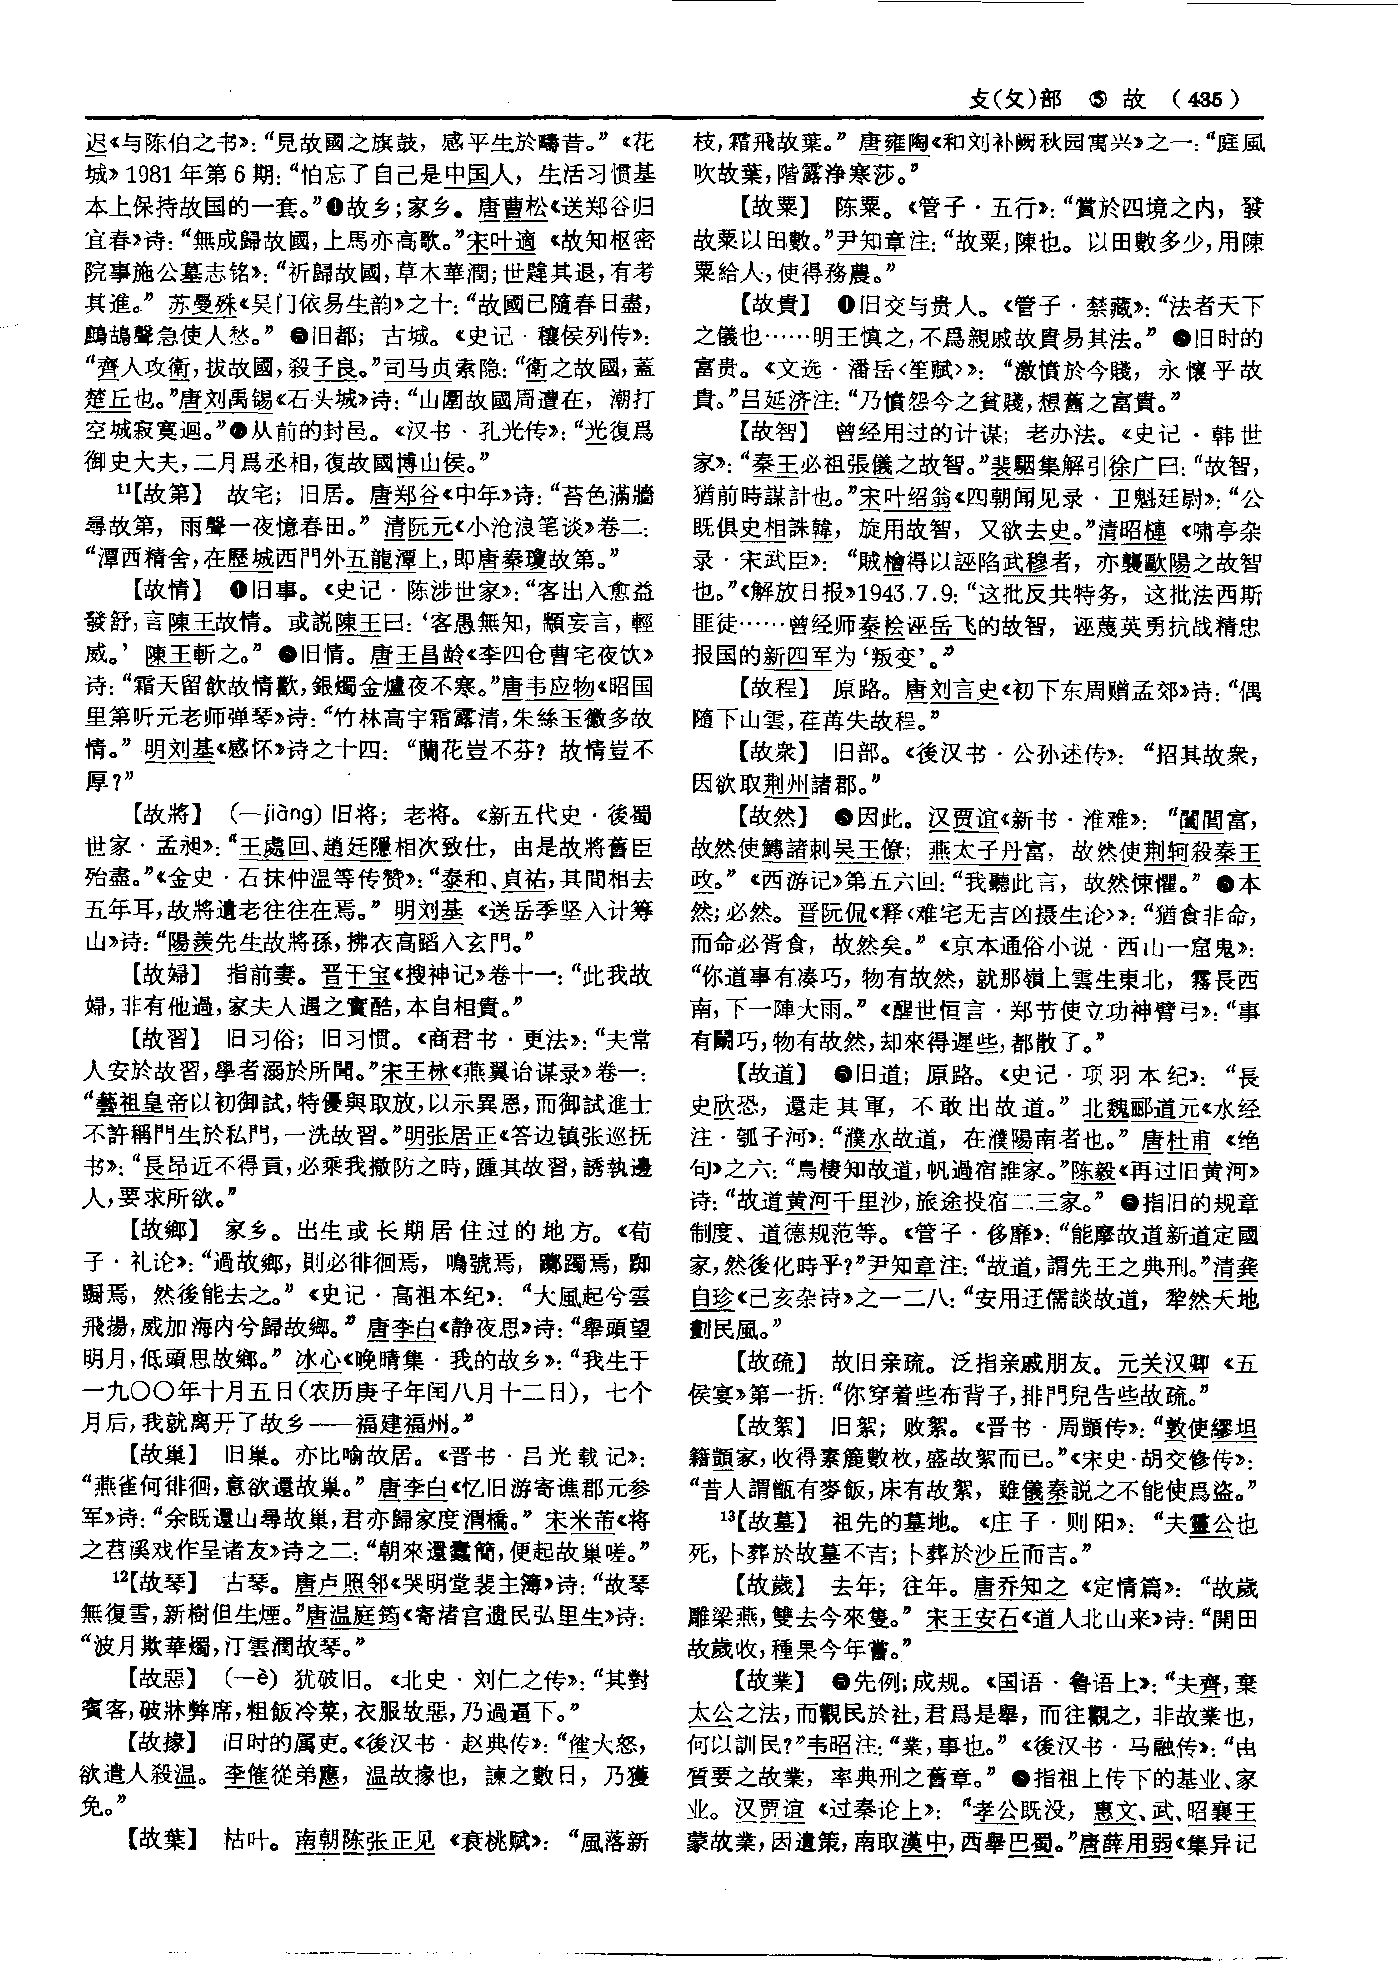 攴(攵)部 ⑤ 故 (435)
迟《与陈伯之书》:“見故國之旗鼓，感平生於疇昔。”《花
城》1981年第6期:“怕忘了自己是中国人，生活习惯基
本上保持故国的一套。”❹故乡;家乡。唐曹松《送郑谷归
宜春》诗:“無成歸故國,上馬亦高歌。”宋叶適《故知枢密
院事施公墓志铭》:“祈歸故國,草木華潤;世韙其退,有考
其進。”苏曼殊《吴门依易生韵》之十:“故國已隨春日盡,
鷓鴣聲急使人愁。”❺旧都;古城。《史记·穰侯列传》:
“齊人攻衛,拔故國,殺子良。”司马贞索隐:“衛之故國,蓋
楚丘也。”唐刘禹锡《石头城》诗:“山圍故國周遭在，潮打
空城寂寞迴。”❻从前的封邑。《汉书·孔光传》:“光復爲
御史大夫,二月爲丞相,復故國博山侯。”
11【故第】 故宅;旧居。唐郑谷《中年》诗:“苔色滿牆
尋故第，雨聲一夜憶春田。”清阮元《小沧浪笔谈》卷二:
“潭西精舍,在歷城西門外五龍潭上,即唐秦瓊故第。”
【故情】 ❶旧事。《史记·陈涉世家》:“客出入愈益
發舒,言陳王故情。或説陳王曰:‘客愚無知，顓妄言，輕
威。’陳王斬之。”❷旧情。唐王昌龄《李四仓曹宅夜饮》
诗:“霜天留飲故情歡,銀燭金爐夜不寒。”唐韦应物《昭国
里第听元老师弹琴》诗:“竹林高宇霜露清,朱絲玉徽多故
情。”明刘基《感怀》诗之十四:“蘭花豈不芬?故情豈不
厚?”
【故將】 (—jiàng)旧将;老将。《新五代史·後蜀
世家·孟昶》:“王處回、趙廷隱相次致仕，由是故將舊臣
殆盡。”《金史·石抹仲温等传赞》:“泰和、貞祐,其間相去
五年耳,故將遺老往往在焉。”明刘基《送岳季坚入计筹
山》诗:“陽羨先生故將孫,拂衣高蹈入玄門。”
【故婦】 指前妻。晋干宝《搜神记》卷十一:“此我故
婦,非有他過,家夫人遇之實酷,本自相貴。”
【故習】 旧习俗;旧习惯。《商君书·更法》:“夫常
人安於故習,學者溺於所聞。”宋王栐《燕翼诒谋录》卷一:
“藝祖皇帝以初御試,特優與取放,以示異恩,而御試進士
不許稱門生於私門,一洗故習。”明张居正《答边镇张巡抚
书》:“長昂近不得貢,必乘我撤防之時,踵其故習,誘執邊
人,要求所欲。”
【故鄉】 家乡。出生或长期居住过的地方。《荀
子·礼论》:“過故鄉，則必徘徊焉，鳴號焉，躑躅焉，踟
躕焉，然後能去之。”《史记·高祖本纪》:“大風起兮雲
飛揚,威加海内兮歸故鄉。”唐李白《静夜思》诗:“舉頭望
明月,低頭思故鄉。”冰心《晚晴集·我的故乡》:“我生于
一九〇〇年十月五日(农历庚子年闰八月十二日)，七个
月后,我就离开了故乡——福建福州。”
【故巢】 旧巢。亦比喻故居。《晋书·吕光载记》:
“燕雀何徘徊,意欲還故巢。”唐李白《忆旧游寄谯郡元参
军》诗:“余既還山尋故巢,君亦歸家度渭橋。”宋米芾《将
之苕溪戏作呈诸友》诗之二:“朝來還蠹簡,便起故巢嗟。”
12【故琴】 古琴。唐卢照邻《哭明堂裴主簿》诗:“故琴
無復雪,新樹但生煙。”唐温庭筠《寄渚宫遗民弘里生》诗:
“波月欺華燭,汀雲潤故琴。”
【故惡】 (—è)犹破旧。《北史·刘仁之传》:“其對
賓客,破牀弊席,粗飯冷菜,衣服故惡,乃過逼下。”
【故掾】 旧时的属吏。《後汉书·赵典传》:“傕大怒，
欲遣人殺温。李傕從弟應，温故掾也，諫之數日，乃獲
免。”
【故葉】 枯叶。南朝陈张正见《衰桃赋》:“風落新
枝,霜飛故葉。”唐雍陶《和刘补阙秋园寓兴》之一:“庭風
吹故葉,階露净寒莎。”
【故粟】 陈粟。《管子·五行》:“賞於四境之内，發
故粟以田數。”尹知章注:“故粟,陳也。以田數多少,用陳
粟給人,使得務農。”
【故貴】 ❶旧交与贵人。《管子·禁藏》:“法者天下
之儀也……明王慎之,不爲親戚故貴易其法。”❷旧时的
富贵。《文选·潘岳〈笙赋〉》:“激憤於今賤，永懷乎故
貴。”吕延济注:“乃憤怨今之貧賤,想舊之富貴。”
【故智】 曾经用过的计谋;老办法。《史记·韩世
家》:“秦王必祖張儀之故智。”裴駰集解引徐广曰:“故智,
猶前時謀計也。”宋叶绍翁《四朝闻见录·卫魁廷尉》:“公
既俱史相誅韓，旋用故智，又欲去史。”清昭槤《啸亭杂
录·宋武臣》:“賊檜得以誣陷武穆者，亦襲歐陽之故智
也。”《解放日报》1943.7.9:“这批反共特务，这批法西斯
匪徒……曾经师秦桧诬岳飞的故智，诬蔑英勇抗战精忠
报国的新四军为‘叛变’。”
【故程】 原路。唐刘言史《初下东周赠孟郊》诗:“偶
隨下山雲,荏苒失故程。”
【故衆】 旧部。《後汉书·公孙述传》:“招其故衆,
因欲取荆州諸郡。”
【故然】 ❶因此。汉贾谊《新书·淮难》:“闔閭富,
故然使鱄諸刺吴王僚;燕太子丹富，故然使荆轲殺秦王
政。”《西游记》第五六回:“我聽此言，故然悚懼。”❷本
然;必然。晋阮侃《释〈难宅无吉凶摄生论〉》:“猶食非命,
而命必胥食，故然矣。”《京本通俗小说·西山一窟鬼》:
“你道事有凑巧，物有故然，就那嶺上雲生東北，霧長西
南,下一陣大雨。”《醒世恒言·郑节使立功神臂弓》:“事
有鬭巧,物有故然,却來得遲些,都散了。”
【故道】 ❶旧道;原路。《史记·项羽本纪》:“長
史欣恐，還走其軍，不敢出故道。”北魏郦道元《水经
注·瓠子河》:“濮水故道，在濮陽南者也。”唐杜甫《绝
句》之六:“鳥棲知故道,帆過宿誰家。”陈毅《再过旧黄河》
诗:“故道黄河千里沙,旅途投宿二三家。”❷指旧的规章
制度、道德规范等。《管子·侈靡》:“能摩故道新道定國
家,然後化時乎?”尹知章注:“故道,謂先王之典刑。”清龚
自珍《己亥杂诗》之一二八:“安用迂儒談故道，犂然天地
劃民風。”
【故疏】 故旧亲疏。泛指亲戚朋友。元关汉卿《五
侯宴》第一折:“你穿着些布背子,排門兒告些故疏。”
【故絮】 旧絮;败絮。《晋书·周顗传》:“敦使繆坦
籍顗家,收得素簏數枚,盛故絮而已。”《宋史·胡交修传》:
“昔人謂甑有麥飯,床有故絮，雖儀秦説之不能使爲盜。”
13【故墓】 祖先的墓地。《庄子·则阳》:“夫靈公也
死,卜葬於故墓不吉;卜葬於沙丘而吉。”
【故歲】 去年;往年。唐乔知之《定情篇》:“故歲
雕梁燕,雙去今來隻。”宋王安石《道人北山来》诗:“開田
故歲收,種果今年嘗。”
【故業】 ❶先例;成规。《国语·鲁语上》:“夫齊,棄
太公之法,而觀民於社,君爲是舉，而往觀之，非故業也,
何以訓民?”韦昭注:“業,事也。”《後汉书·马融传》:“由
質要之故業，率典刑之舊章。”❷指祖上传下的基业、家
业。汉贾谊《过秦论上》:“孝公既没，惠文、武、昭襄王
蒙故業,因遺策,南取漢中,西舉巴蜀。”唐薛用弱《集异记